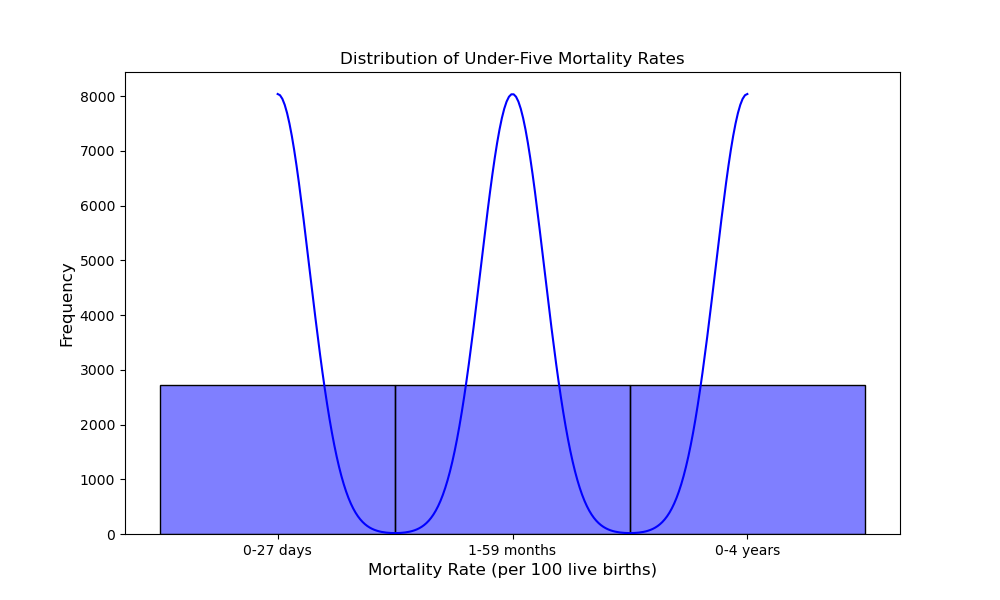 Distribution of Under-Five Mortality Rates
Frequency
8000
7000
6000
5000
4000
3000
2000
1000
0
0-27 days
1-59 months
0-4 years
Mortality Rate (per 100 live births)